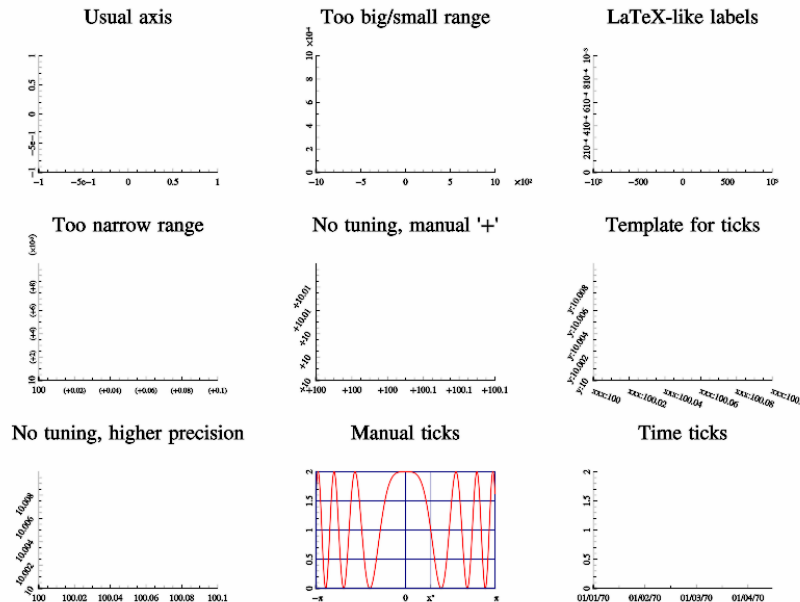 Usual axis
Too big/small range
LaTeX-like labels
1
0.5
0
−5e−1
−1
−1 −5e−1 0 0.5 1
×10⁴
10
8
6
4
2
0
−10 −5 0 5 10 ×10²
10⁻³
810⁻⁴
610⁻⁴
410⁻⁴
210⁻⁴
0
−10³ −500 0 500 10³
Too narrow range
No tuning, manual '+'
Template for ticks
(+8)
(+6)
(+4)
(+2)
10
100 (+0.02) (+0.04) (+0.06) (+0.08) (+0.1)
+10.01
+10.01
+10
+10
+10
+100 +100 +100 +100.1 +100.1 +100.1
y:10.008
y:10.006
y:10.004
y:10.002
y:10
xxx:100 xxx:100.02 xxx:100.04 xxx:100.06 xxx:100.08
No tuning, higher precision
Manual ticks
Time ticks
10.008
10.006
10.004
10.002
10
100 100.02 100.04 100.06 100.08 100.1
2
1.5
1
0.5
0
−π 0 x* π
2
1.5
1
0.5
0
01/01/70 01/02/70 01/03/70 01/04/70